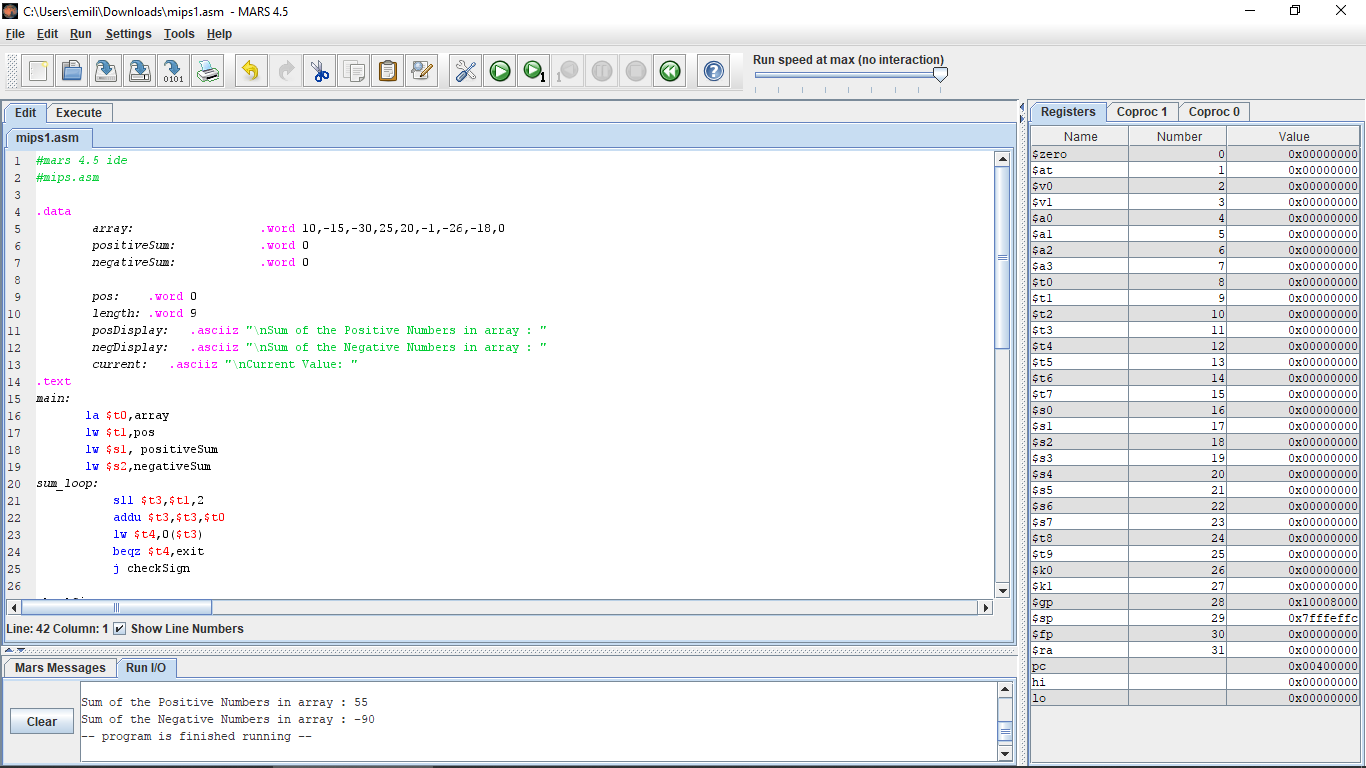 C:\Users\emili\Downloads\mips1.asm - MARS 4.5
File Edit Run Settings Tools Help
0101
1
1
Run speed at max (no interaction)
Edit Execute
mips1.asm
1 #mars 4.5 ide
2 #mips.asm
3
4 .data
5 array: .word 10,-15,-30,25,20,-1,-26,-18,0
6 positiveSum: .word 0
7 negativeSum: .word 0
8
9 pos: .word 0
10 length: .word 9
11 posDisplay: .asciiz "\nSum of the Positive Numbers in array : "
12 negDisplay: .asciiz "\nSum of the Negative Numbers in array : "
13 current: .asciiz "\nCurrent Value: "
14 .text
15 main:
16 la $t0,array
17 lw $t1,pos
18 lw $s1, positiveSum
19 lw $s2,negativeSum
20 sum_loop:
21 sll $t3,$t1,2
22 addu $t3,$t3,$t0
23 lw $t4,0($t3)
24 beqz $t4,exit
25 j checkSign
26
Line: 42 Column: 1 Show Line Numbers
Mars Messages Run I/O
Clear
Sum of the Positive Numbers in array : 55
Sum of the Negative Numbers in array : -90
-- program is finished running --
Registers Coproc 1 Coproc 0
Name Number Value
$zero 0 0x00000000
$at 1 0x00000000
$v0 2 0x00000000
$v1 3 0x00000000
$a0 4 0x00000000
$a1 5 0x00000000
$a2 6 0x00000000
$a3 7 0x00000000
$t0 8 0x00000000
$t1 9 0x00000000
$t2 10 0x00000000
$t3 11 0x00000000
$t4 12 0x00000000
$t5 13 0x00000000
$t6 14 0x00000000
$t7 15 0x00000000
$s0 16 0x00000000
$s1 17 0x00000000
$s2 18 0x00000000
$s3 19 0x00000000
$s4 20 0x00000000
$s5 21 0x00000000
$s6 22 0x00000000
$s7 23 0x00000000
$t8 24 0x00000000
$t9 25 0x00000000
$k0 26 0x00000000
$k1 27 0x00000000
$gp 28 0x10008000
$sp 29 0x7fffeffc
$fp 30 0x00000000
$ra 31 0x00000000
pc 0x00400000
hi 0x00000000
lo 0x00000000